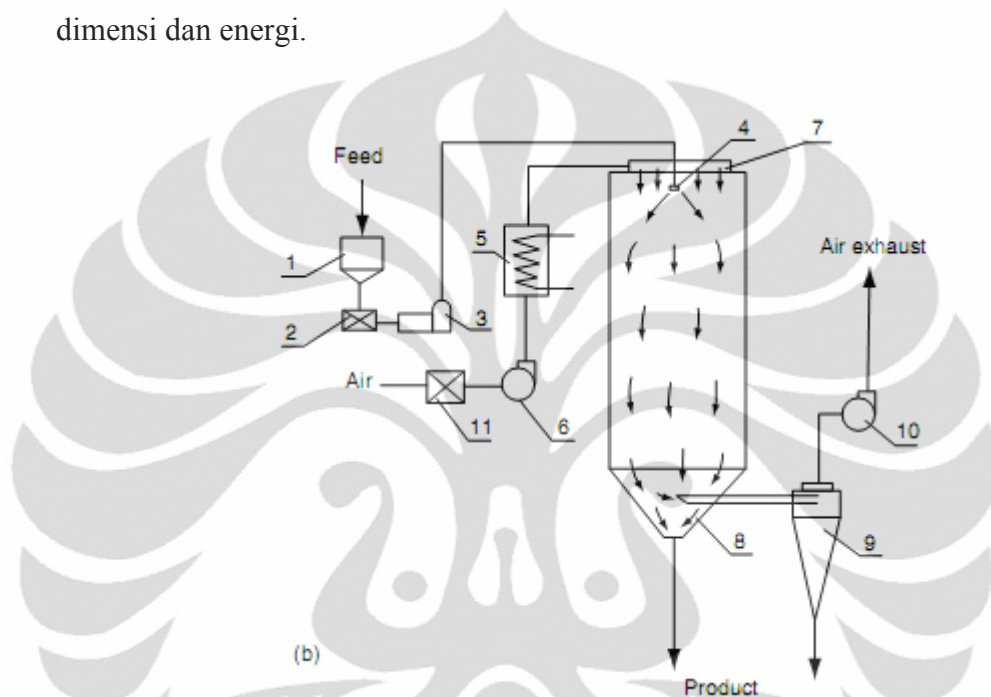 dimensi dan energi.
4
7
Feed
5
Air exhaust
1
3
2
Air
11
6
10
8
9
(b)
Product